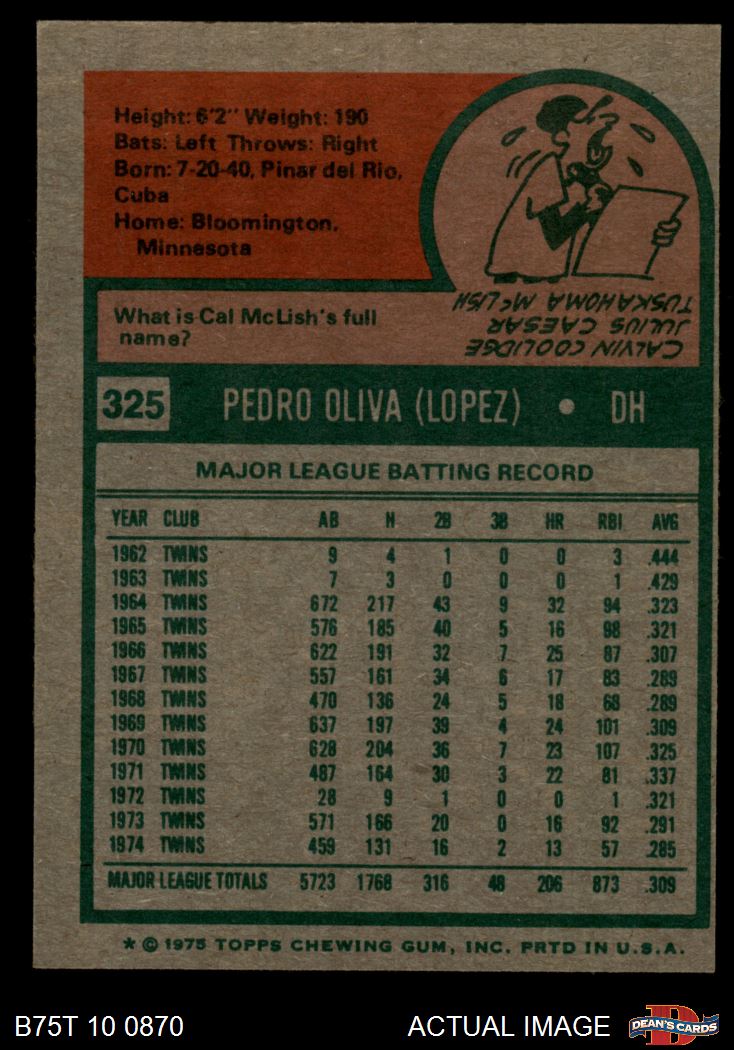 Height: 6'2" Weight: 190
Bats: Left Throws: Right
Born: 7-20-40, Pinar del Rio,
Cuba
Home: Bloomington,
Minnesota
What is Cal McLish's full
name?
CALVIN COOLIDGE
JULIUS CAESAR
TUSKAHOMA McLISH
325 PEDRO OLIVA (LOPEZ) • DH
MAJOR LEAGUE BATTING RECORD
YEAR CLUB AB H 2B 3B HR RBI AVG
1962 TWINS 9 4 1 0 0 3 .444
1963 TWINS 7 3 0 0 0 1 .429
1964 TWINS 672 217 43 9 32 94 .323
1965 TWINS 576 185 40 5 16 98 .321
1966 TWINS 622 191 32 7 25 87 .307
1967 TWINS 557 161 34 6 17 83 .289
1968 TWINS 470 136 24 5 18 68 .289
1969 TWINS 637 197 39 4 24 101 .309
1970 TWINS 628 204 36 7 23 107 .325
1971 TWINS 487 164 30 3 22 81 .337
1972 TWINS 28 9 1 0 0 1 .321
1973 TWINS 571 166 20 0 16 92 .291
1974 TWINS 459 131 16 2 13 57 .285
MAJOR LEAGUE TOTALS 5723 1768 316 48 206 873 .309
* © 1975 TOPPS CHEWING GUM, INC. PRTD IN U.S.A.
B75T 10 0870 ACTUAL IMAGE DEAN'S CARDS